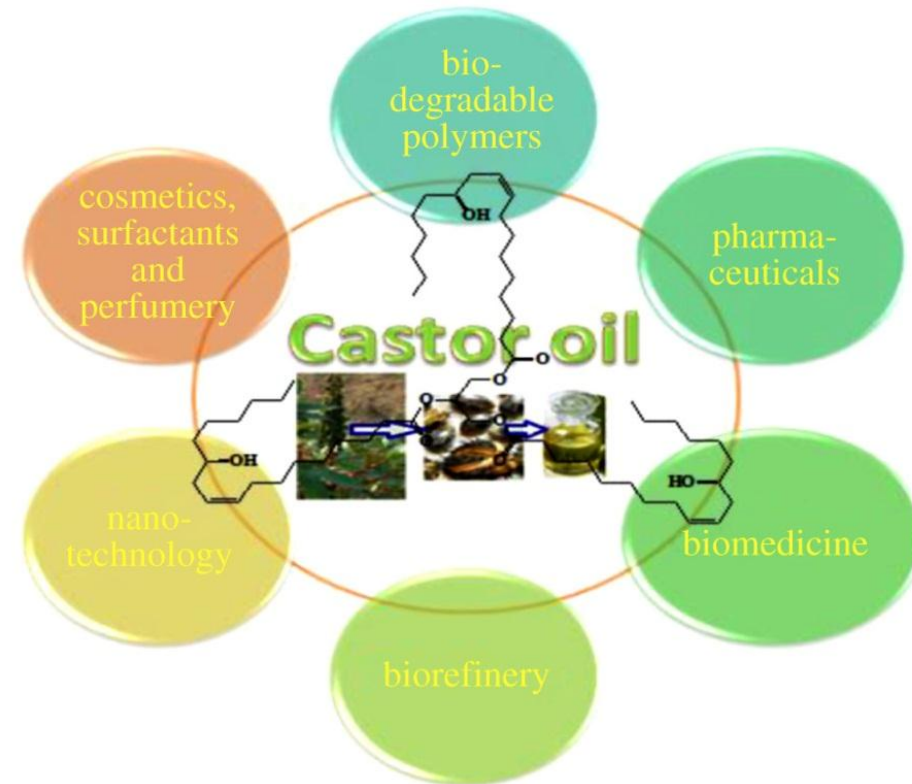 bio-
degradable
polymers
cosmetics,
surfactants
and
perfumery
pharma-
ceuticals
OH
Castor oil
O
O
O
O
O
OH
HO
nano-
technology
biomedicine
biorefinery